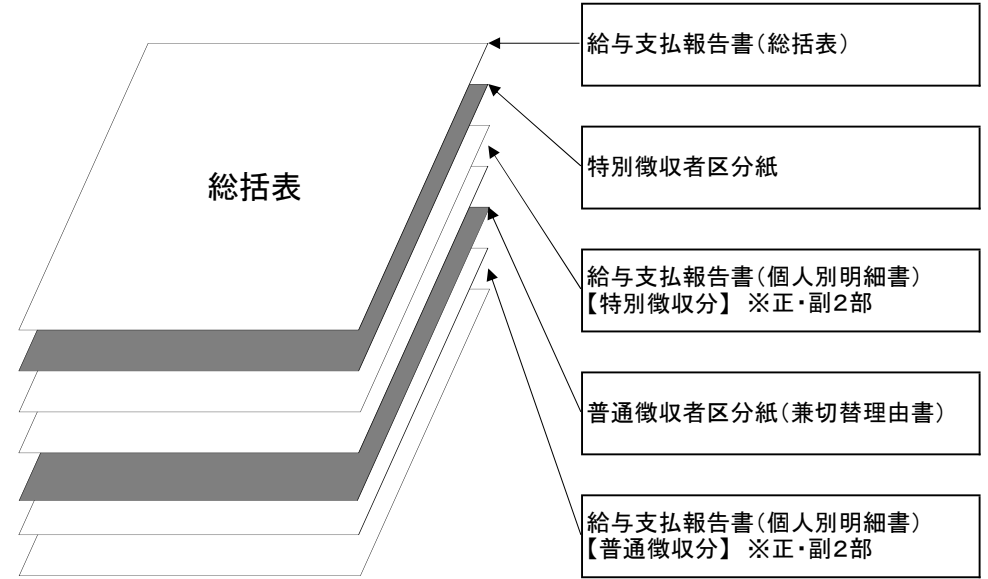 給与支払報告書(総括表)
総括表
特別徴収者区分紙
給与支払報告書(個人別明細書)
【特別徴収分】 ※正・副2部
普通徴収者区分紙(兼切替理由書)
給与支払報告書(個人別明細書)
【普通徴収分】 ※正・副2部